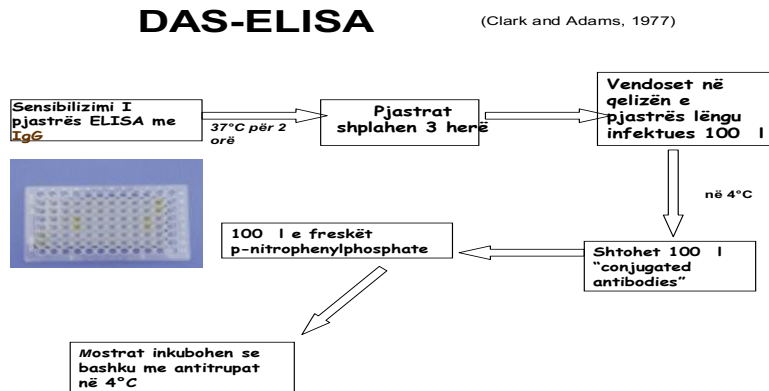 DAS-ELISA
(Clark and Adams, 1977)
Sensibilizimi I
pjastrës ELISA me
IgG
37°C për 2
orë
Pjastrat
shplahen 3 herë
Vendoset në
qelizën e
pjastrës lëngu
infektues 100 l
në 4°C
Shtohet 100 l
“conjugated
antibodies”
100 l e freskët
p-nitrophenylphosphate
Mostrat inkubohen se
bashku me antitrupat
në 4°C